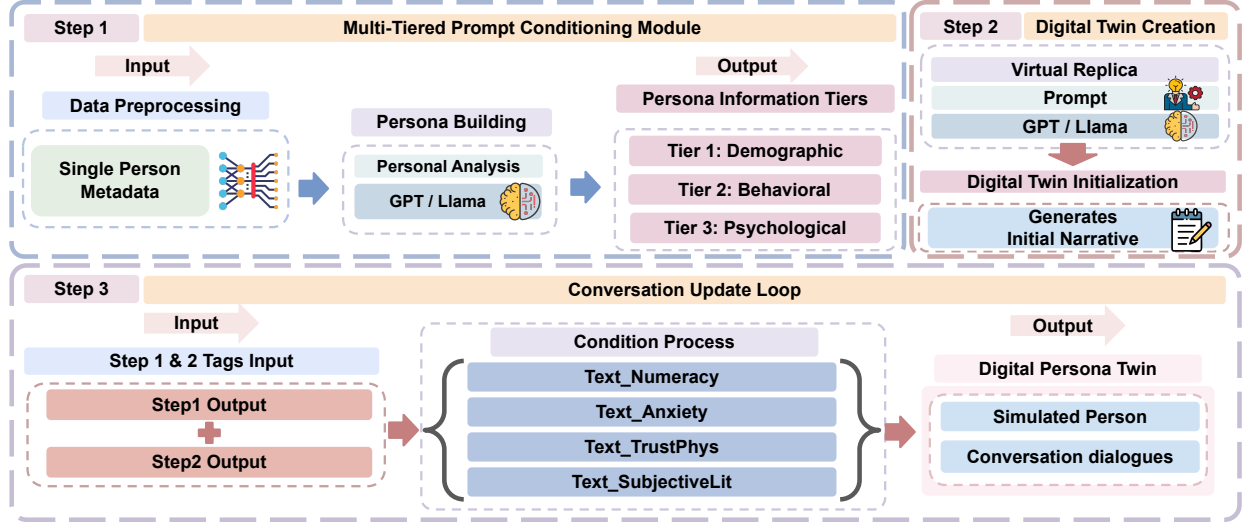 Step 1
Multi-Tiered Prompt Conditioning Module
Input
Data Preprocessing
Single Person
Metadata
Persona Building
Personal Analysis
GPT / Llama
Output
Persona Information Tiers
Tier 1: Demographic
Tier 2: Behavioral
Tier 3: Psychological
Step 2
Digital Twin Creation
Virtual Replica
Prompt
GPT / Llama
Digital Twin Initialization
Generates
Initial Narrative
Step 3
Conversation Update Loop
Input
Step 1 & 2 Tags Input
Step1 Output
Step2 Output
Condition Process
Text_Numeracy
Text_Anxiety
Text_TrustPhys
Text_SubjectiveLit
Output
Digital Persona Twin
Simulated Person
Conversation dialogues